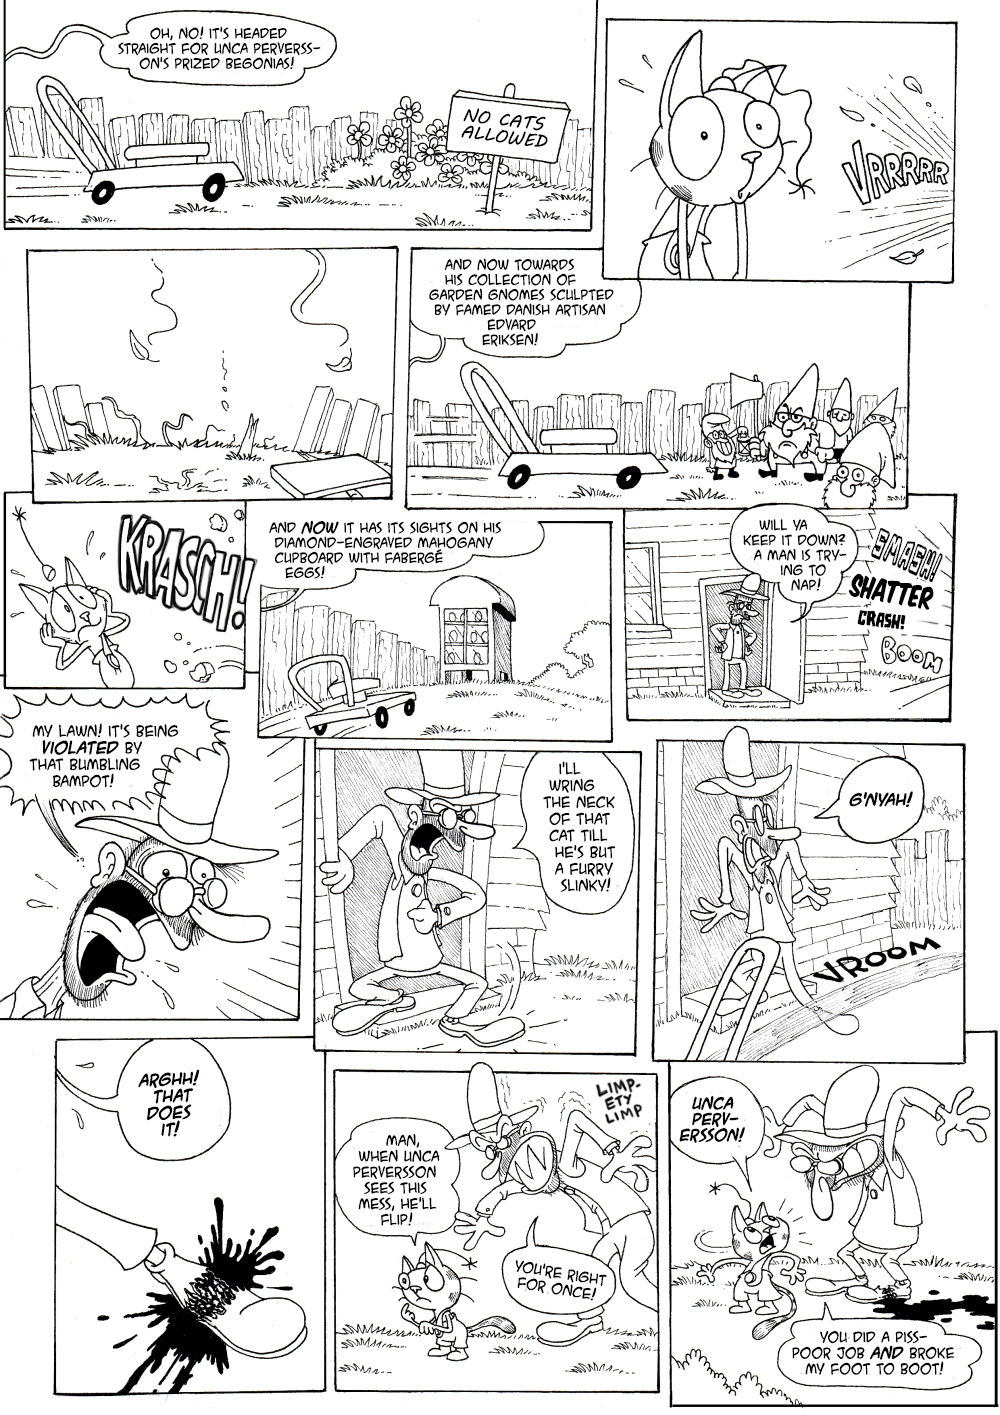 OH, NO! IT'S HEADED
STRAIGHT FOR UNCA PERVERSS-
ON'S PRIZED BEGONIAS!
NO CATS
ALLOWED
VRRRRR
AND NOW TOWARDS
HIS COLLECTION OF
GARDEN GNOMES SCULPTED
BY FAMED DANISH ARTISAN
EDVARD
ERIKSEN!
KRASCH!
AND NOW IT HAS ITS SIGHTS ON HIS
DIAMOND-ENGRAVED MAHOGANY
CUPBOARD WITH FABERGÉ
EGGS!
WILL YA
KEEP IT DOWN?
A MAN IS TRY-
ING TO
NAP!
SMASH!
SHATTER
CRASH!
BOOM
MY LAWN! IT'S BEING
VIOLATED BY
THAT BUMBLING
BAMPOT!
I'LL
WRING
THE NECK
OF THAT
CAT TILL
HE'S BUT
A FURRY
SLINKY!
G'NYAH!
VROOM
ARGHH!
THAT
DOES
IT!
MAN,
WHEN UNCA
PERVERSSON
SEES THIS
MESS, HE'LL
FLIP!
LIMP-
ETY
LIMP
YOU'RE RIGHT
FOR ONCE!
UNCA
PERV-
ERSSON!
YOU DID A PISS-
POOR JOB AND BROKE
MY FOOT TO BOOT!